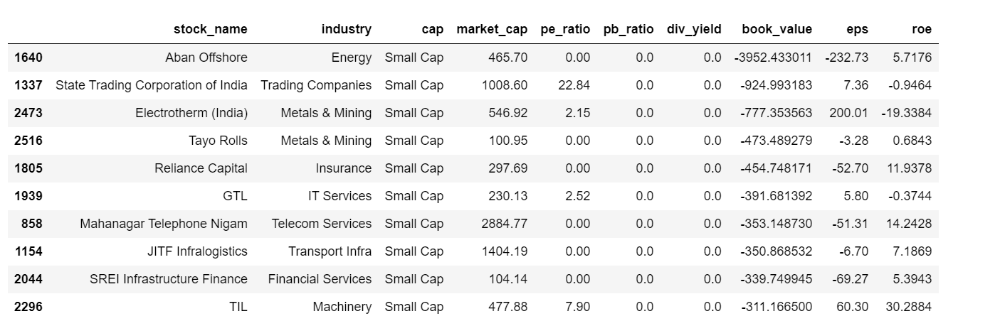 stock_name industry cap market_cap pe_ratio pb_ratio div_yield book_value eps roe
1640 Aban Offshore Energy Small Cap 465.70 0.00 0.0 0.0 -3952.433011 -232.73 5.7176
1337 State Trading Corporation of India Trading Companies Small Cap 1008.60 22.84 0.0 0.0 -924.993183 7.36 -0.9464
2473 Electrotherm (India) Metals & Mining Small Cap 546.92 2.15 0.0 0.0 -777.353563 200.01 -19.3384
2516 Tayo Rolls Metals & Mining Small Cap 100.95 0.00 0.0 0.0 -473.489279 -3.28 0.6843
1805 Reliance Capital Insurance Small Cap 297.69 0.00 0.0 0.0 -454.748171 -52.70 11.9378
1939 GTL IT Services Small Cap 230.13 2.52 0.0 0.0 -391.681392 5.80 -0.3744
858 Mahanagar Telephone Nigam Telecom Services Small Cap 2884.77 0.00 0.0 0.0 -353.148730 -51.31 14.2428
1154 JITF Infralogistics Transport Infra Small Cap 1404.19 0.00 0.0 0.0 -350.868532 -6.70 7.1869
2044 SREI Infrastructure Finance Financial Services Small Cap 104.14 0.00 0.0 0.0 -339.749945 -69.27 5.3943
2296 TIL Machinery Small Cap 477.88 7.90 0.0 0.0 -311.166500 60.30 30.2884